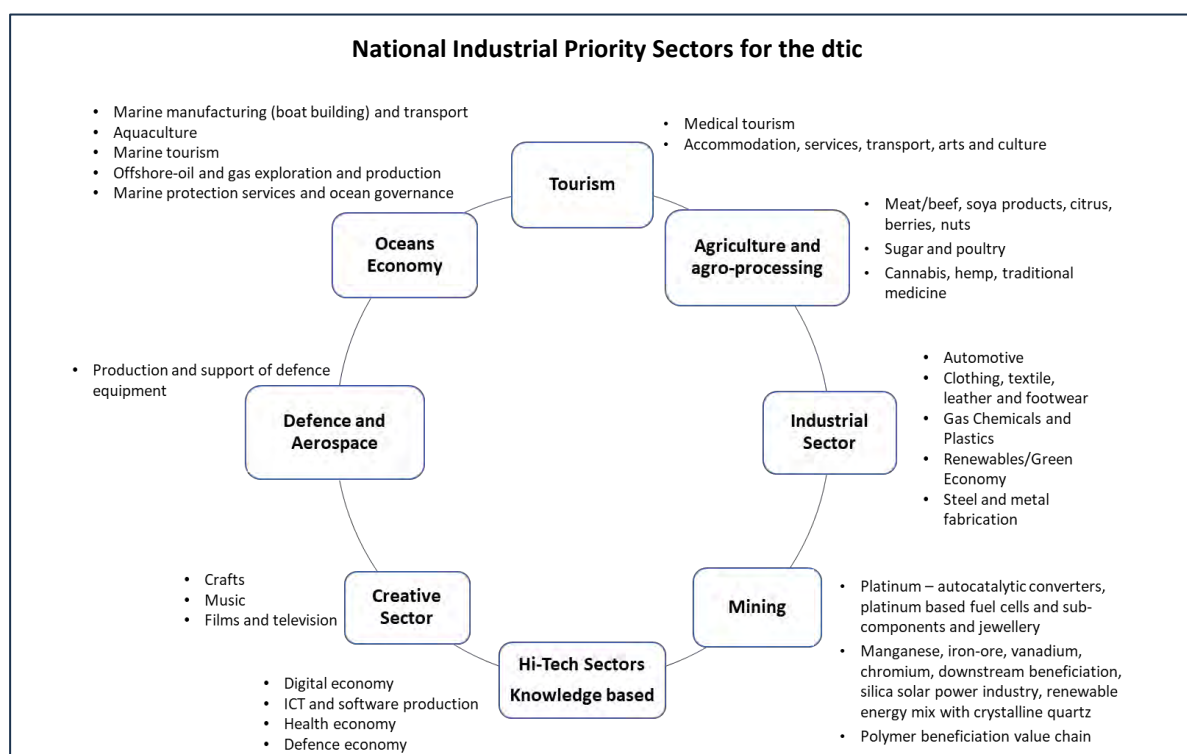 National Industrial Priority Sectors for the dtic
• Marine manufacturing (boat building) and transport
• Aquaculture
• Marine tourism
• Offshore-oil and gas exploration and production
• Marine protection services and ocean governance
Tourism
• Medical tourism
• Accommodation, services, transport, arts and culture
Oceans
Economy
Agriculture and
agro-processing
• Meat/beef, soya products, citrus,
berries, nuts
• Sugar and poultry
• Cannabis, hemp, traditional
medicine
• Production and support of defence
equipment
Defence and
Aerospace
Industrial
Sector
• Automotive
• Clothing, textile,
leather and footwear
• Gas Chemicals and
Plastics
• Renewables/Green
Economy
• Steel and metal
fabrication
• Crafts
• Music
• Films and television
Creative
Sector
Mining
• Platinum – autocatalytic converters,
platinum based fuel cells and sub-
components and jewellery
• Manganese, iron-ore, vanadium,
chromium, downstream beneficiation,
silica solar power industry, renewable
energy mix with crystalline quartz
• Polymer beneficiation value chain
Hi-Tech Sectors
Knowledge based
• Digital economy
• ICT and software production
• Health economy
• Defence economy